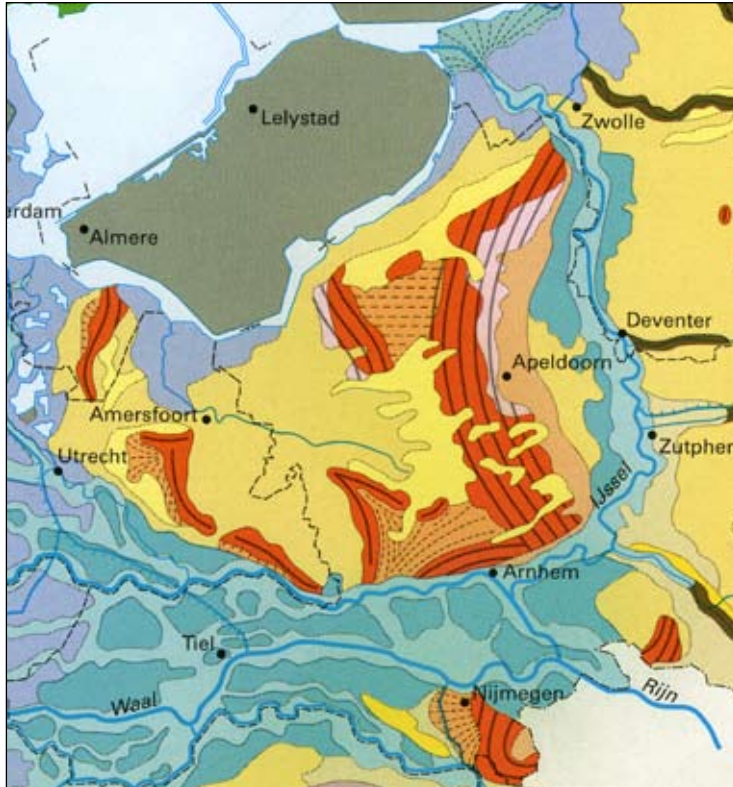 Lelystad
Zwolle
erdam
Almere
Deventer
Apeldoorn
Amersfoort
Utrecht
Zutphen
IJssel
Arnhem
Tiel
Waal
Nijmegen
Rijn